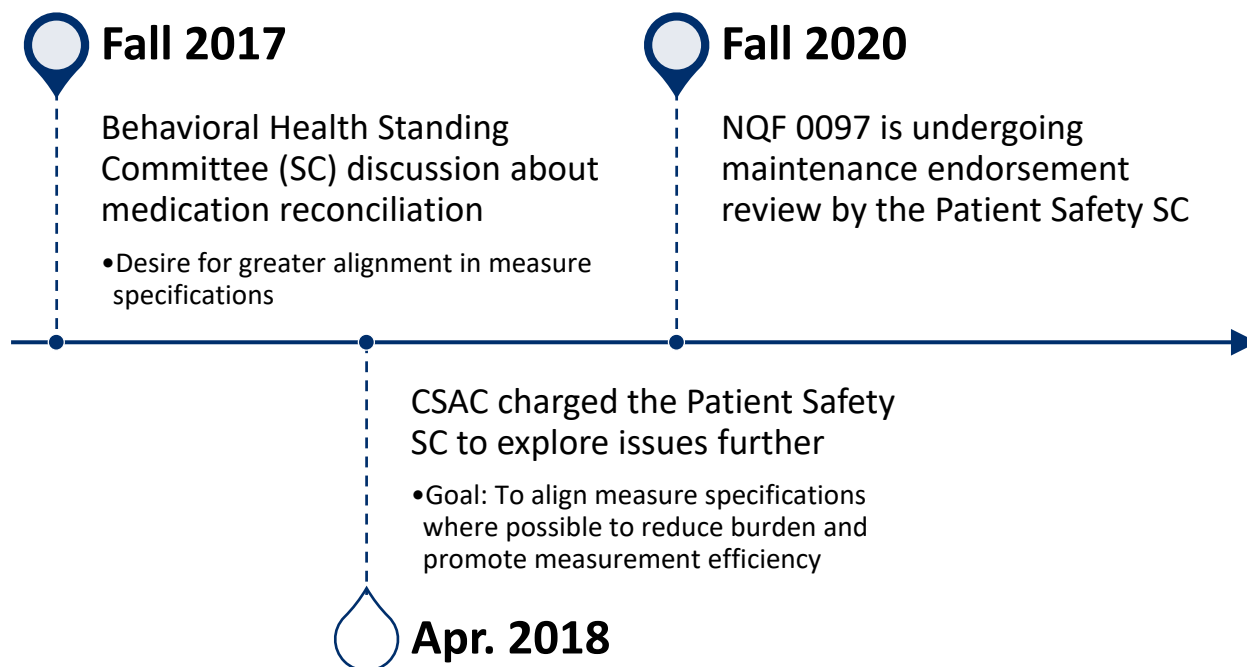 Fall 2017
Behavioral Health Standing
Committee (SC) discussion about
medication reconciliation
•Desire for greater alignment in measure
specifications
Apr. 2018
CSAC charged the Patient Safety
SC to explore issues further
•Goal: To align measure specifications
where possible to reduce burden and
promote measurement efficiency
Fall 2020
NQF 0097 is undergoing
maintenance endorsement
review by the Patient Safety SC